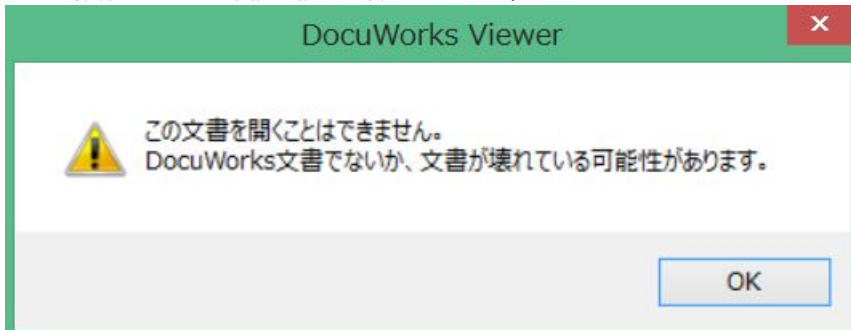 DocuWorks Viewer
この文書を開くことはできません。
DocuWorks文書でないか、文書が壊れている可能性があります。
OK